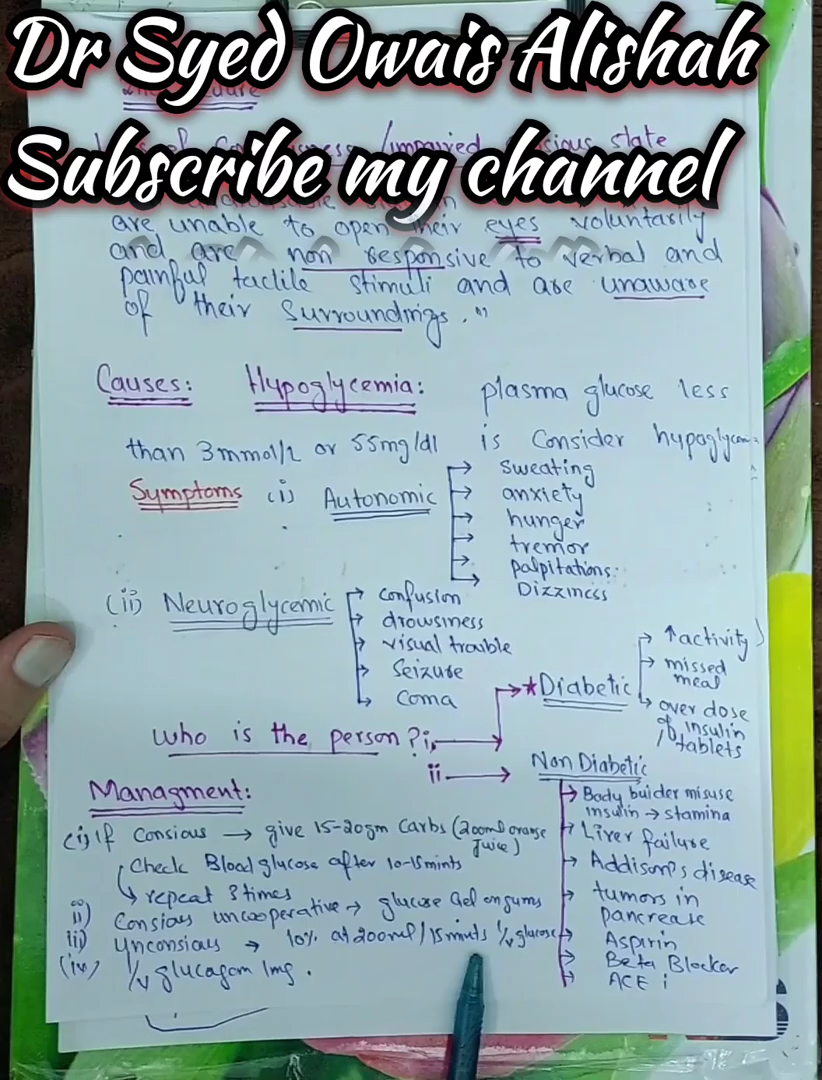 Dr Syed Owais Alishah
Subscribe my channel
/impaired
state
are unable to open their eyes voluntarily
and are non responsive to verbal and
painful tactile stimuli and are unaware
of their surroundings."
Causes: Hypoglycemia: plasma glucose less
than 3mmol/l or 55mg/dl is Consider hypoglycemia
Symptoms (i) Autonomic
sweating
anxiety
hunger
tremor
palpitations:
Dizziness
(ii) Neuroglycemic
confusion
drowsiness
visual trouble
Seizure
Coma
Who is the person? i,
*Diabetic
↑ activity
missed
meal
over dose
of insulin
/ tablets
ii
Non Diabetic
Body buider misuse
insulin → stamina
Liver failure
Addison's disease
tumors in
pancrease
Aspirin
Beta Blocker
ACE i
Managment:
(i) If Consious → give 15-20gm Carbs (200ml orange
juice)
Check Blood glucose after 10-15mints
repeat 3 times
ii) Consious uncooperative → glucose Gel on gums
iii) Unconsious → 10% at 200ml/15mints I/v glucose
(iv) I/v glucagom 1mg.